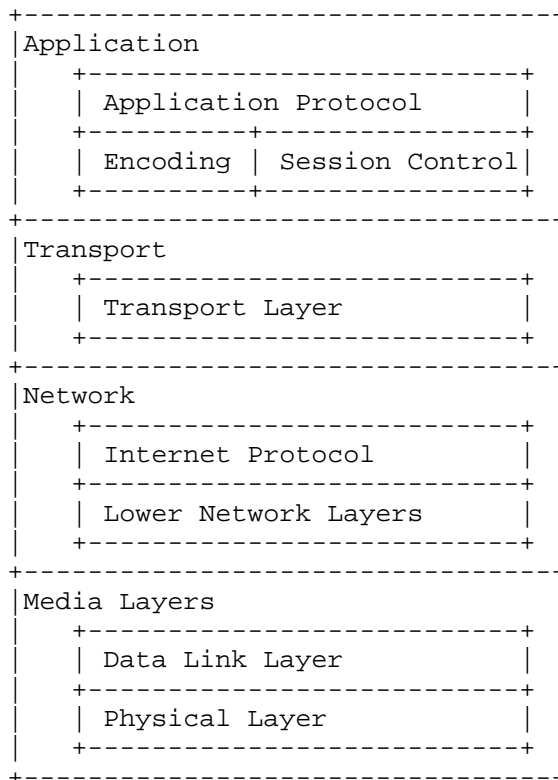 Application
Application Protocol
Encoding | Session Control
Transport
Transport Layer
Network
Internet Protocol
Lower Network Layers
Media Layers
Data Link Layer
Physical Layer